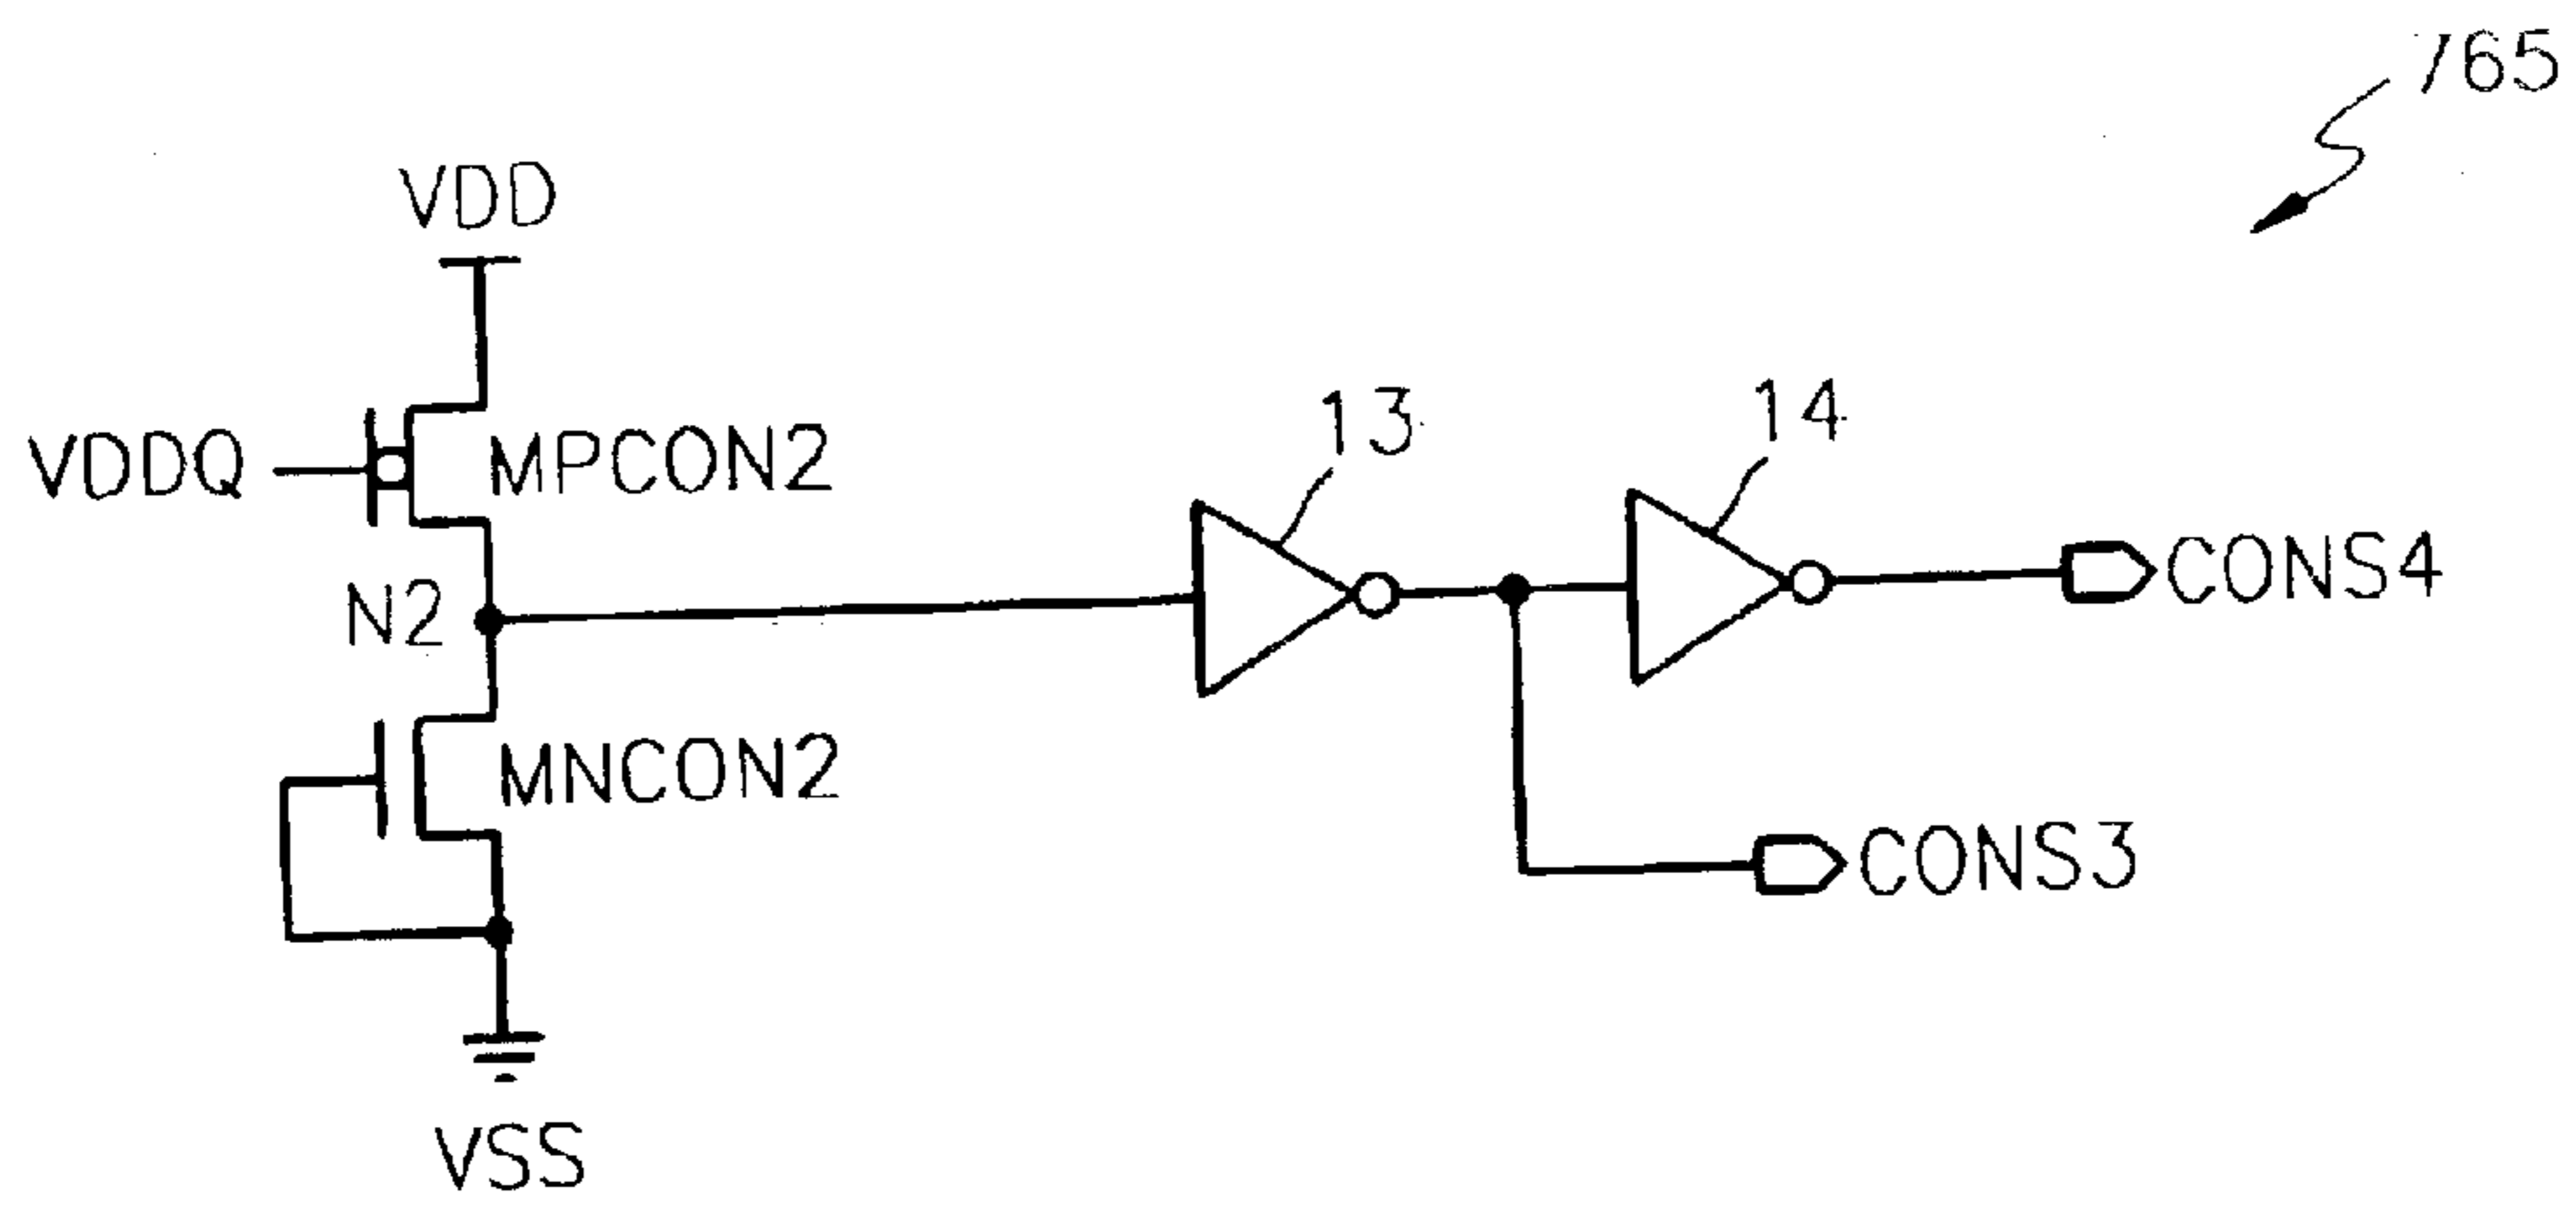 765
VDD
VDDQ
MPCON2
13
14
N2
CONS4
MNCON2
CONS3
VSS